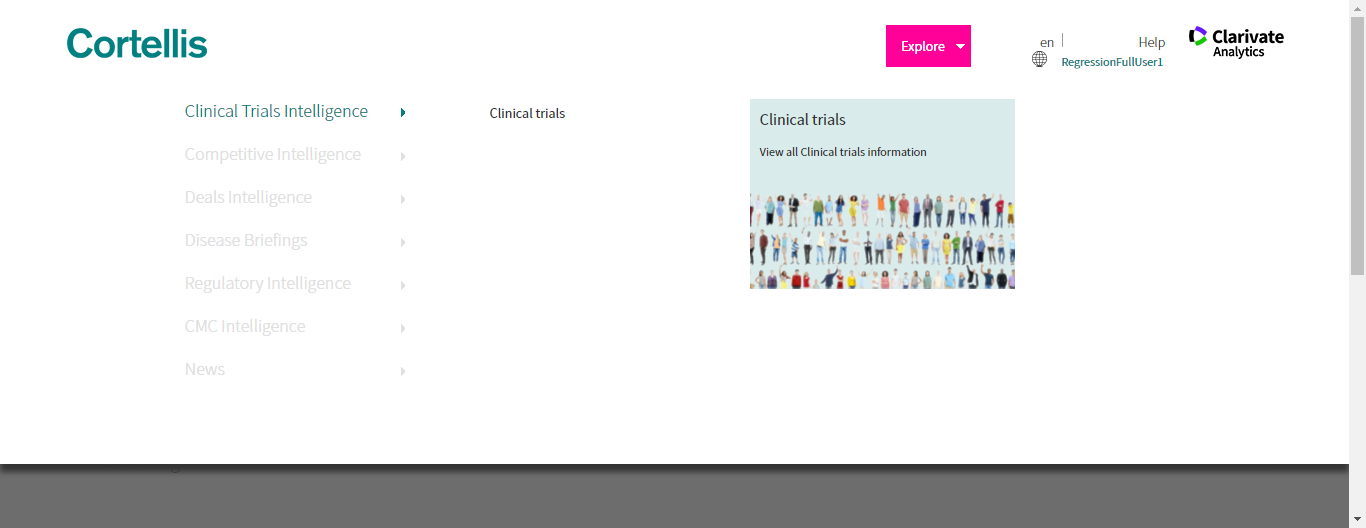 Cortellis
Explore
en
Help
RegressionFullUser1
Clarivate
Analytics
Clinical Trials Intelligence
Competitive Intelligence
Deals Intelligence
Disease Briefings
Regulatory Intelligence
CMC Intelligence
News
Clinical trials
Clinical trials
View all Clinical trials information